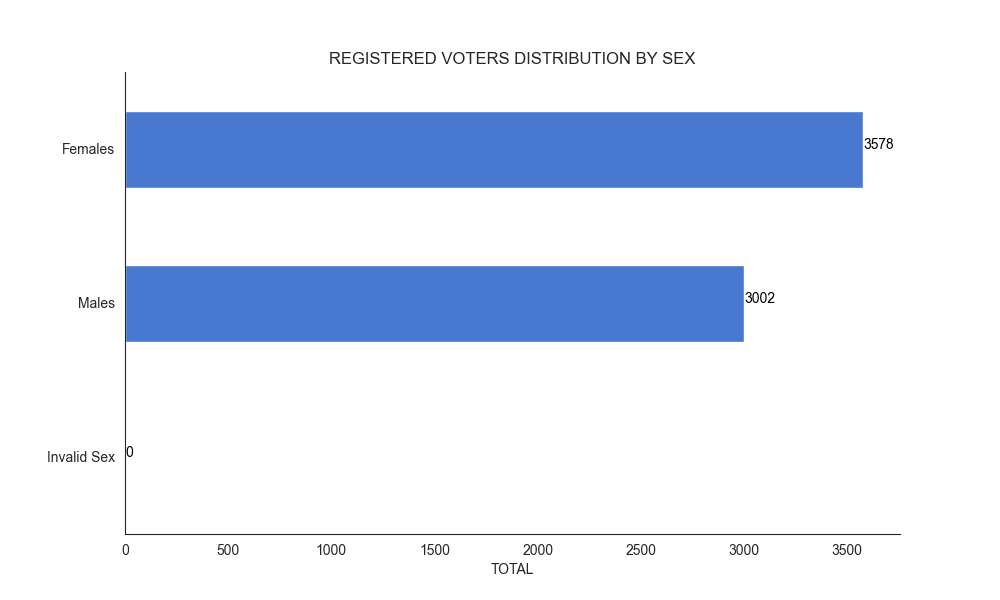 REGISTERED VOTERS DISTRIBUTION BY SEX
Females
3578
Males
3002
Invalid Sex
0
0 500 1000 1500 2000 2500 3000 3500
TOTAL